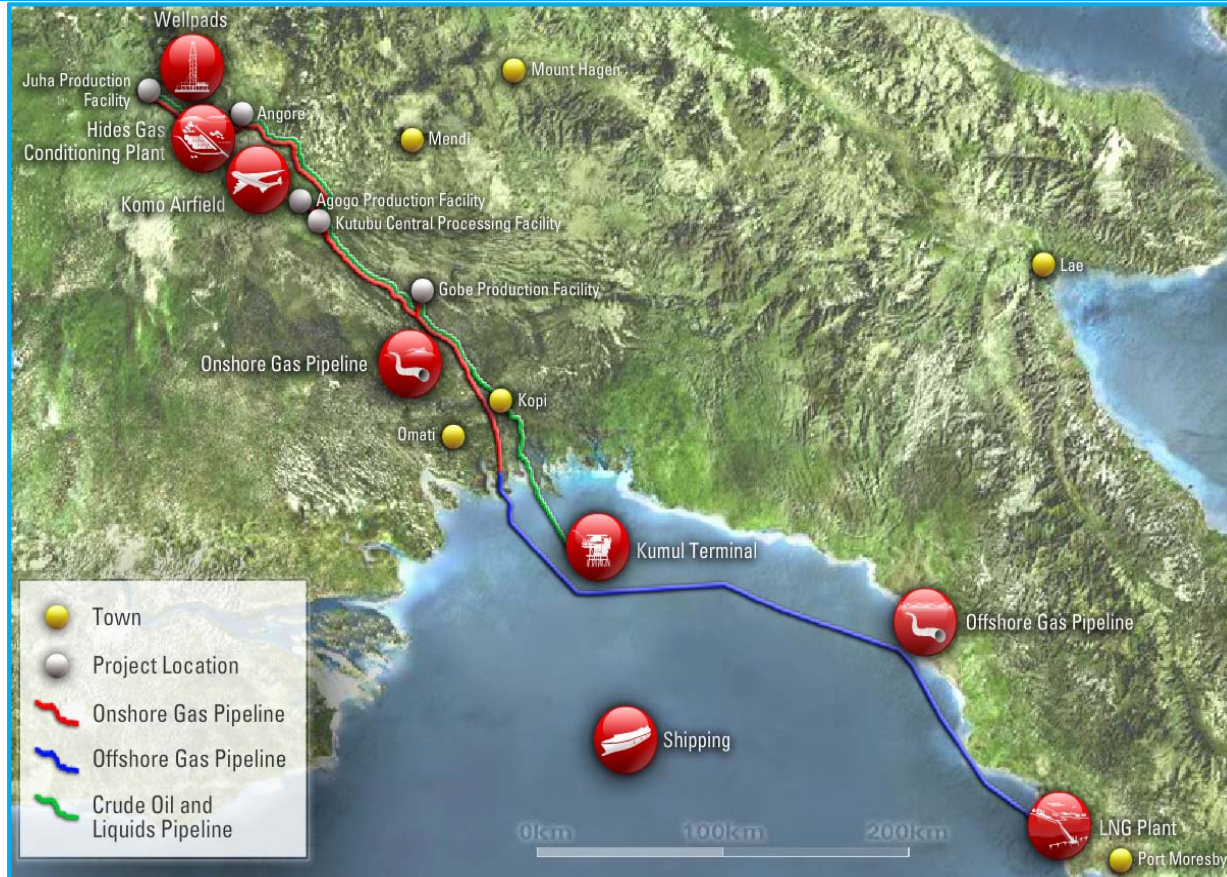 Wellpads
Juha Production
Facility
Mount Hagen
Angore
Hides Gas
Conditioning Plant
Mendi
Komo Airfield
Agogo Production Facility
Kutubu Central Processing Facility
Lae
Gobe Production Facility
Onshore Gas Pipeline
Kopi
Omati
Kumul Terminal
Offshore Gas Pipeline
Shipping
LNG Plant
Port Moresby
Town
Project Location
Onshore Gas Pipeline
Offshore Gas Pipeline
Crude Oil and
Liquids Pipeline
0km 100km 200km